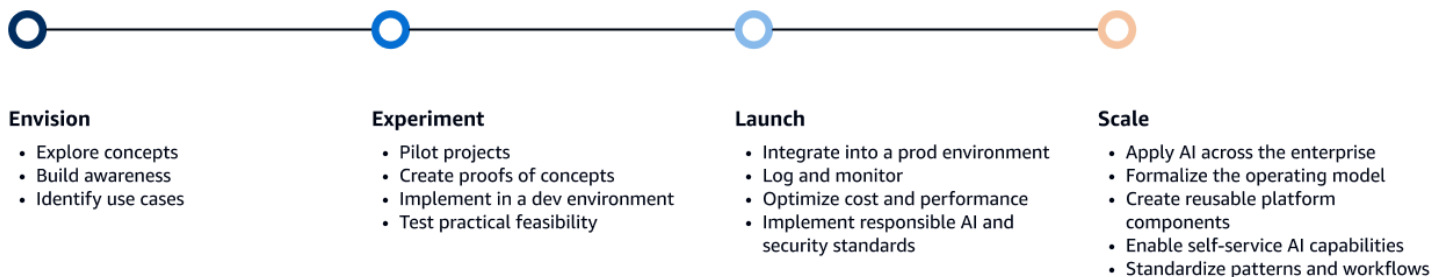 Envision
• Explore concepts
• Build awareness
• Identify use cases
Experiment
• Pilot projects
• Create proofs of concepts
• Implement in a dev environment
• Test practical feasibility
Launch
• Integrate into a prod environment
• Log and monitor
• Optimize cost and performance
• Implement responsible AI and
security standards
Scale
• Apply AI across the enterprise
• Formalize the operating model
• Create reusable platform
components
• Enable self-service AI capabilities
• Standardize patterns and workflows